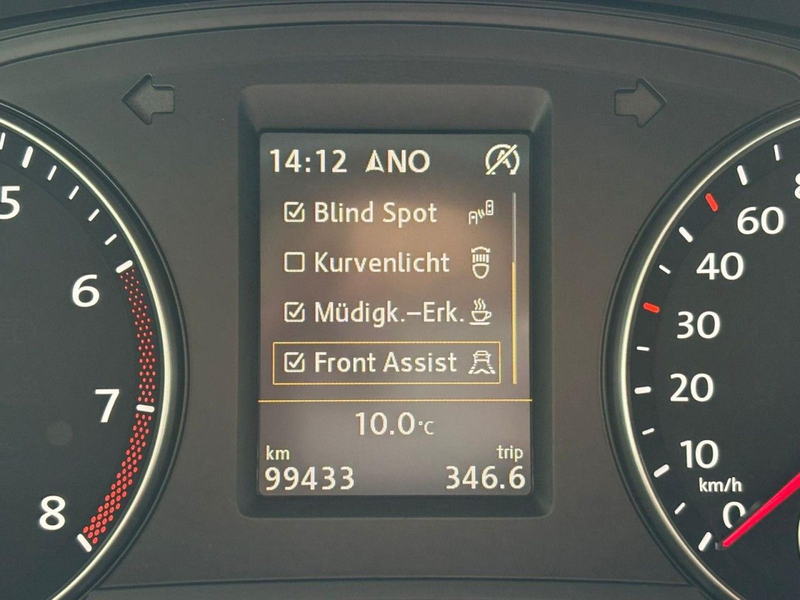 14:12 NO
Blind Spot
Kurvenlicht
Müdigk.-Erk.
Front Assist
10.0°C
km trip
99433 346.6
5
6
7
8
60
40
30
20
10
km/h
0